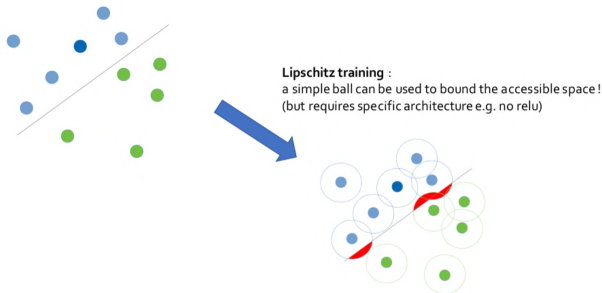 Lipschitz training :
a simple ball can be used to bound the accessible space !
(but requires specific architecture e.g. no relu)